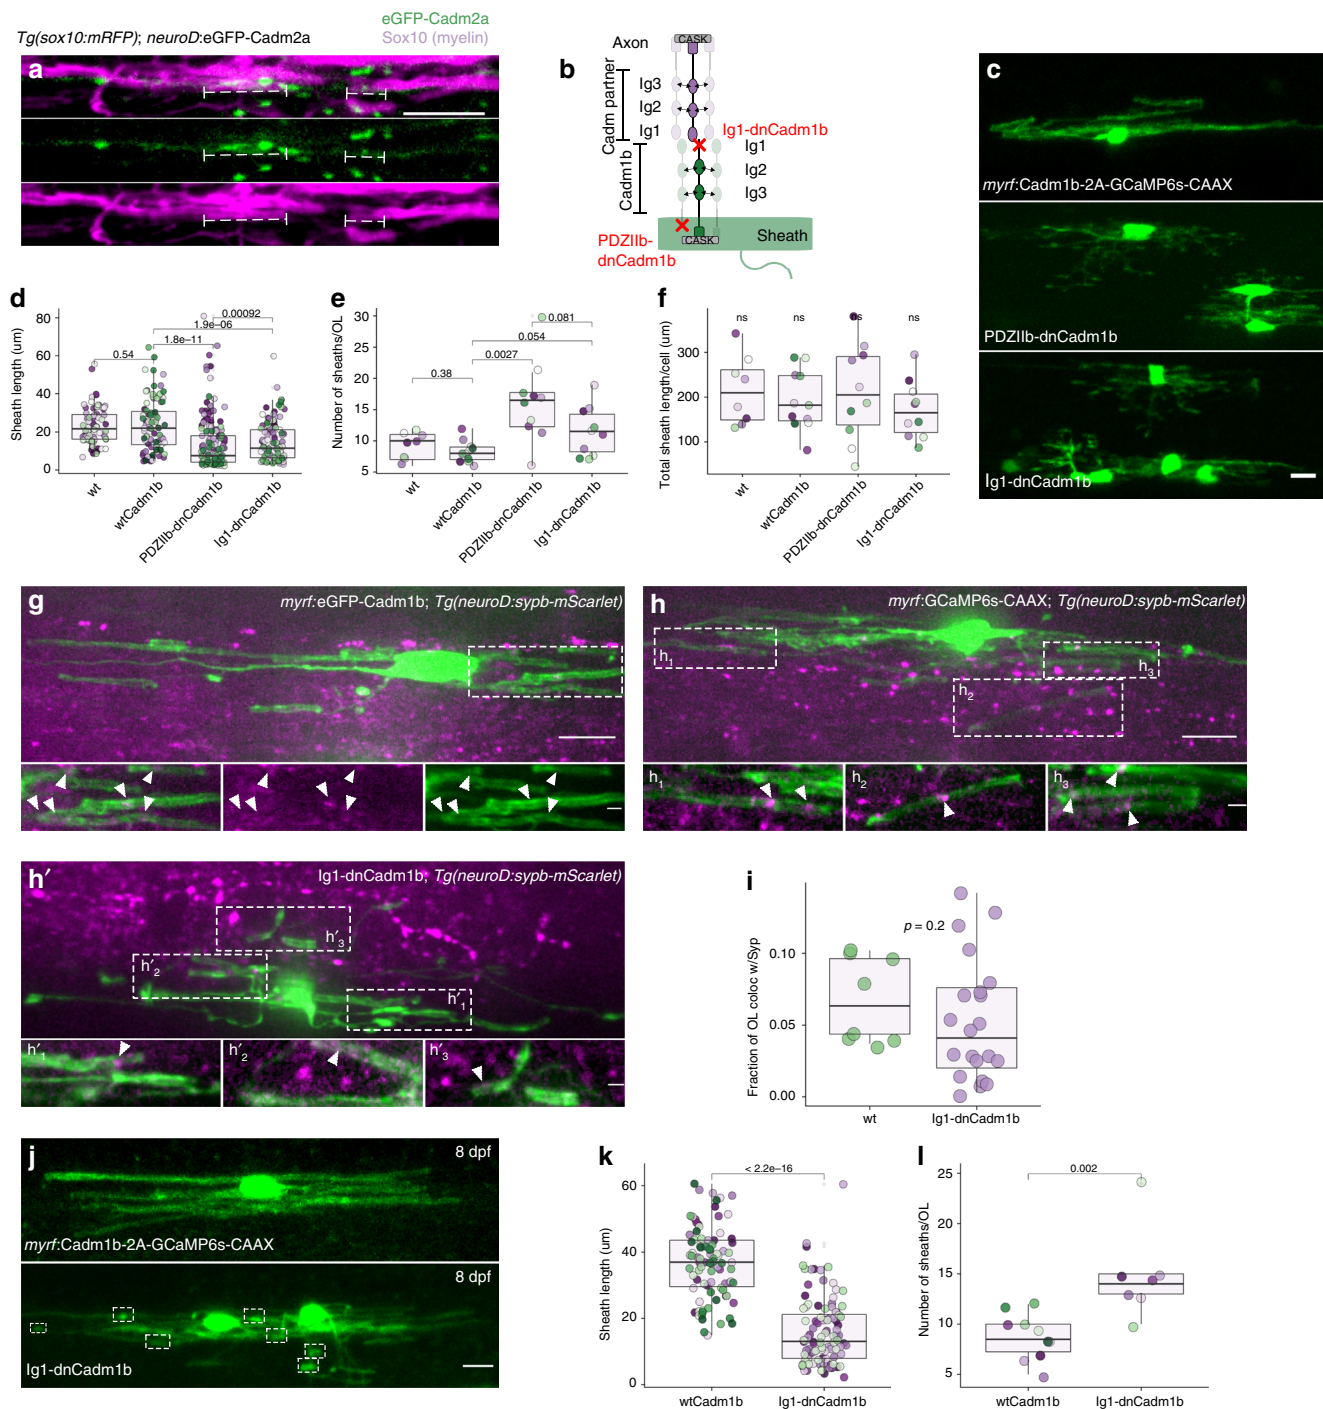 eGFP-Cadm2a
Tg(sox10:mRFP); neuroD:eGFP-Cadm2a
Sox10 (myelin)
a
b
Axon
CASK
Cadm partner
Ig3
Ig2
Ig1
Ig1-dnCadm1b
Cadm1b
Ig1
Ig2
Ig3
PDZIIb-
dnCadm1b
CASK
Sheath
c
myrf:Cadm1b-2A-GCaMP6s-CAAX
PDZIIb-dnCadm1b
Ig1-dnCadm1b
d
Sheath length (um)
80
60
40
20
0
0.00092
1.9e−06
1.8e−11
0.54
wt
wtCadm1b
PDZIIb-dnCadm1b
Ig1-dnCadm1b
e
Number of sheaths/OL
30
25
20
15
10
5
0.081
0.054
0.0027
0.38
wt
wtCadm1b
PDZIIb-dnCadm1b
Ig1-dnCadm1b
f
Total sheath length/cell (um)
300
200
100
ns
ns
ns
ns
wt
wtCadm1b
PDZIIb-dnCadm1b
Ig1-dnCadm1b
g
myrf:eGFP-Cadm1b; Tg(neuroD:sypb-mScarlet)
h
myrf:GCaMP6s-CAAX; Tg(neuroD:sypb-mScarlet)
h1
h3
h2
h1
h2
h3
h′
Ig1-dnCadm1b; Tg(neuroD:sypb-mScarlet)
h′3
h′2
h′1
h′1
h′2
h′3
i
Fraction of OL coloc w/Syp
0.10
0.05
0.00
p = 0.2
wt
Ig1-dnCadm1b
j
8 dpf
myrf:Cadm1b-2A-GCaMP6s-CAAX
8 dpf
Ig1-dnCadm1b
k
Sheath length (um)
60
40
20
0
< 2.2e−16
wtCadm1b
Ig1-dnCadm1b
l
Number of sheaths/OL
25
20
15
10
5
0.002
wtCadm1b
Ig1-dnCadm1b